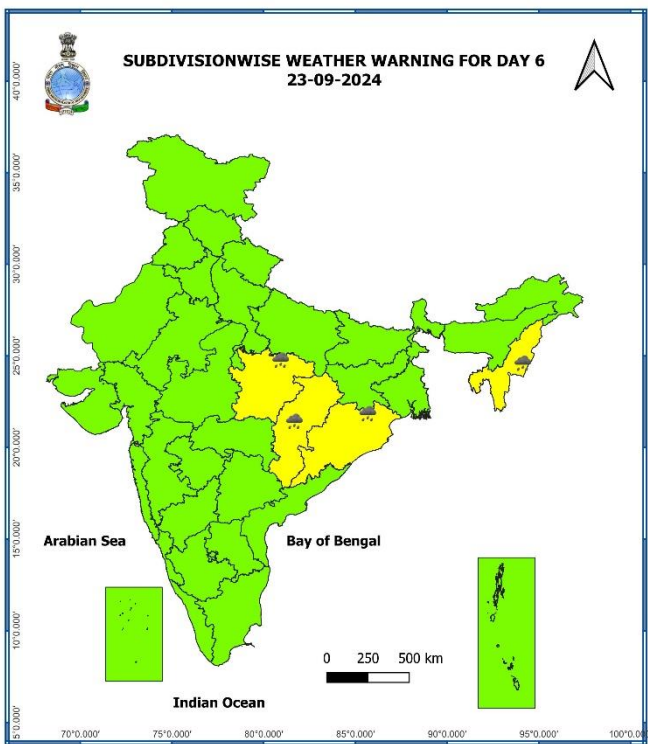 SUBDIVISIONWISE WEATHER WARNING FOR DAY 6
23-09-2024
40°0.000'
35°0.000'
30°0.000'
25°0.000'
20°0.000'
15°0.000'
10°0.000'
5°0.000'
Arabian Sea
Bay of Bengal
0 250 500 km
Indian Ocean
70°0.000' 75°0.000' 80°0.000' 85°0.000' 90°0.000' 95°0.000' 100°0.000'